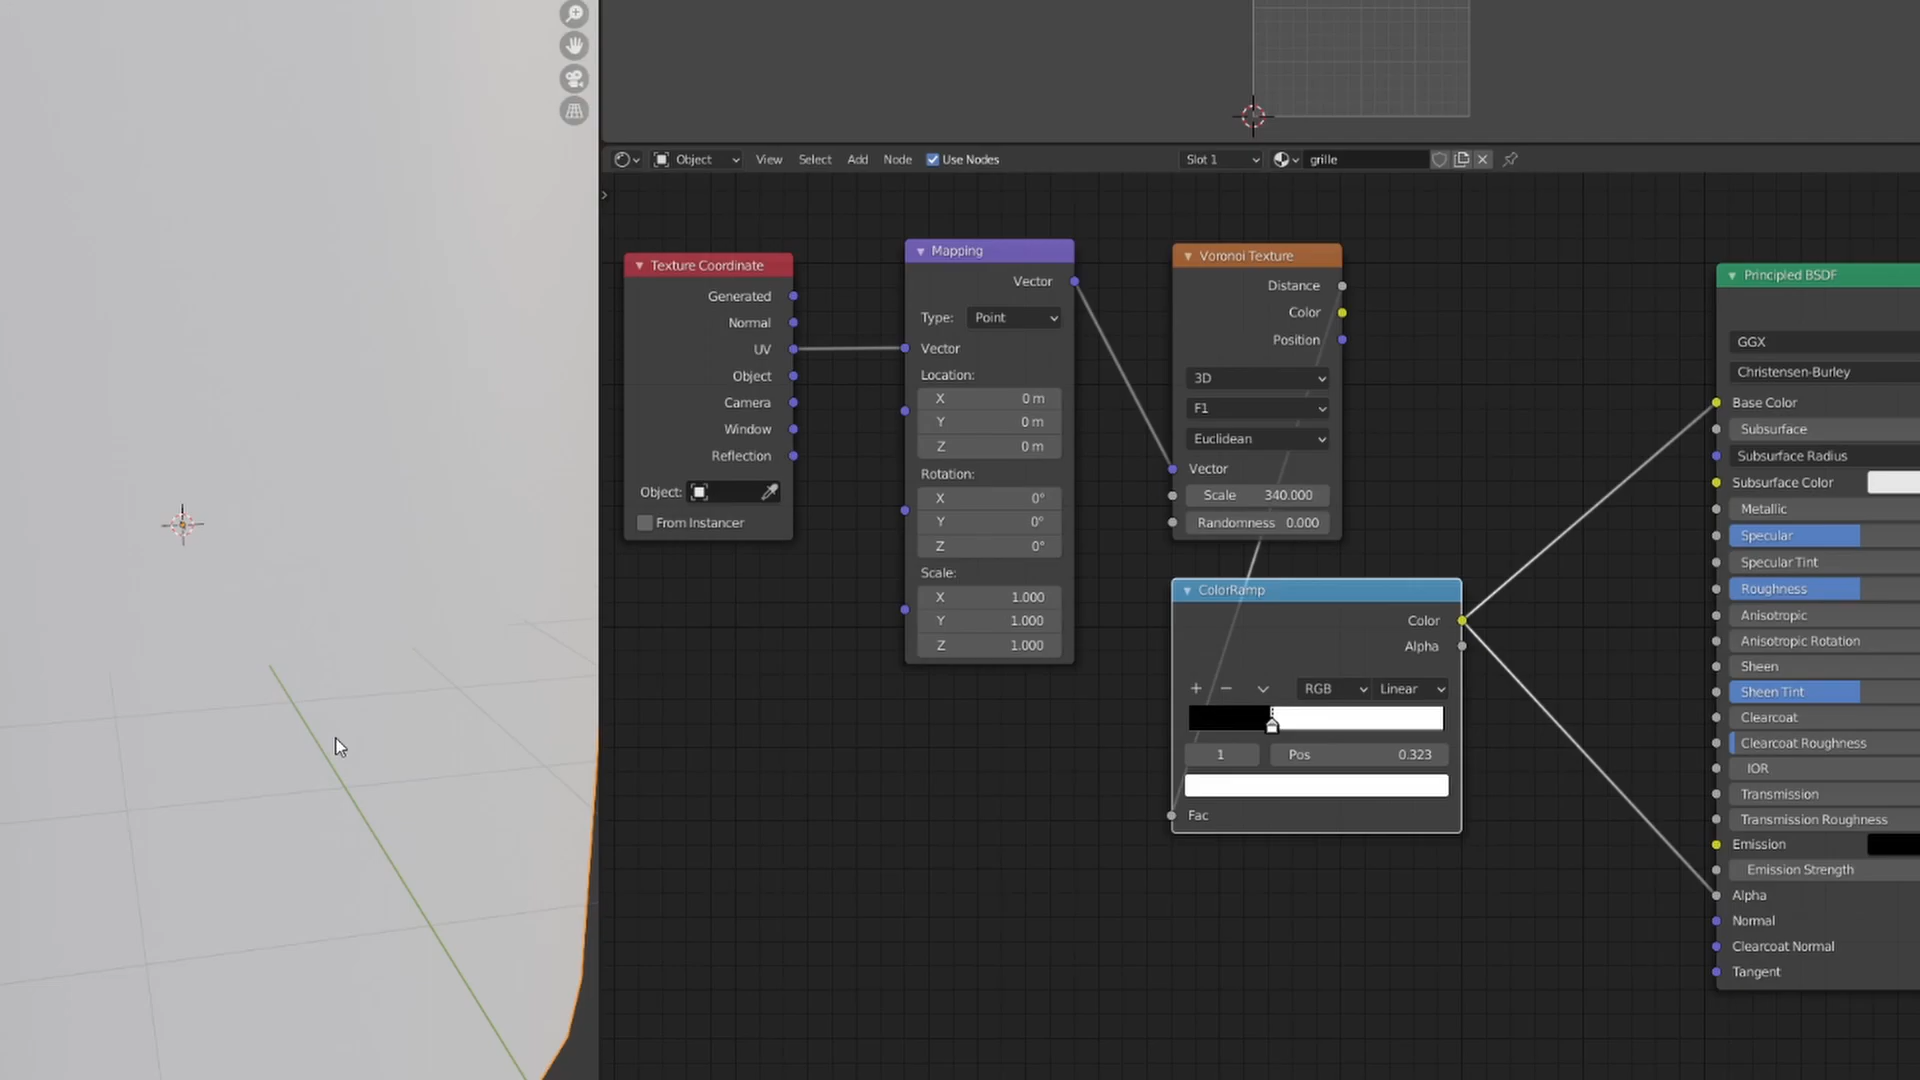 Object View Select Add Node Use Nodes Slot 1 grille
Texture Coordinate
Generated
Normal
UV
Object
Camera
Window
Reflection
Object:
From Instancer
Mapping
Vector
Type: Point
Vector
Location:
X 0 m
Y 0 m
Z 0 m
Rotation:
X 0°
Y 0°
Z 0°
Scale:
X 1.000
Y 1.000
Z 1.000
Voronoi Texture
Distance
Color
Position
3D
F1
Euclidean
Vector
Scale 340.000
Randomness 0.000
ColorRamp
Color
Alpha
RGB Linear
1 Pos 0.323
Fac
Principled BSDF
GGX
Christensen-Burley
Base Color
Subsurface
Subsurface Radius
Subsurface Color
Metallic
Specular
Specular Tint
Roughness
Anisotropic
Anisotropic Rotation
Sheen
Sheen Tint
Clearcoat
Clearcoat Roughness
IOR
Transmission
Transmission Roughness
Emission
Emission Strength
Alpha
Normal
Clearcoat Normal
Tangent